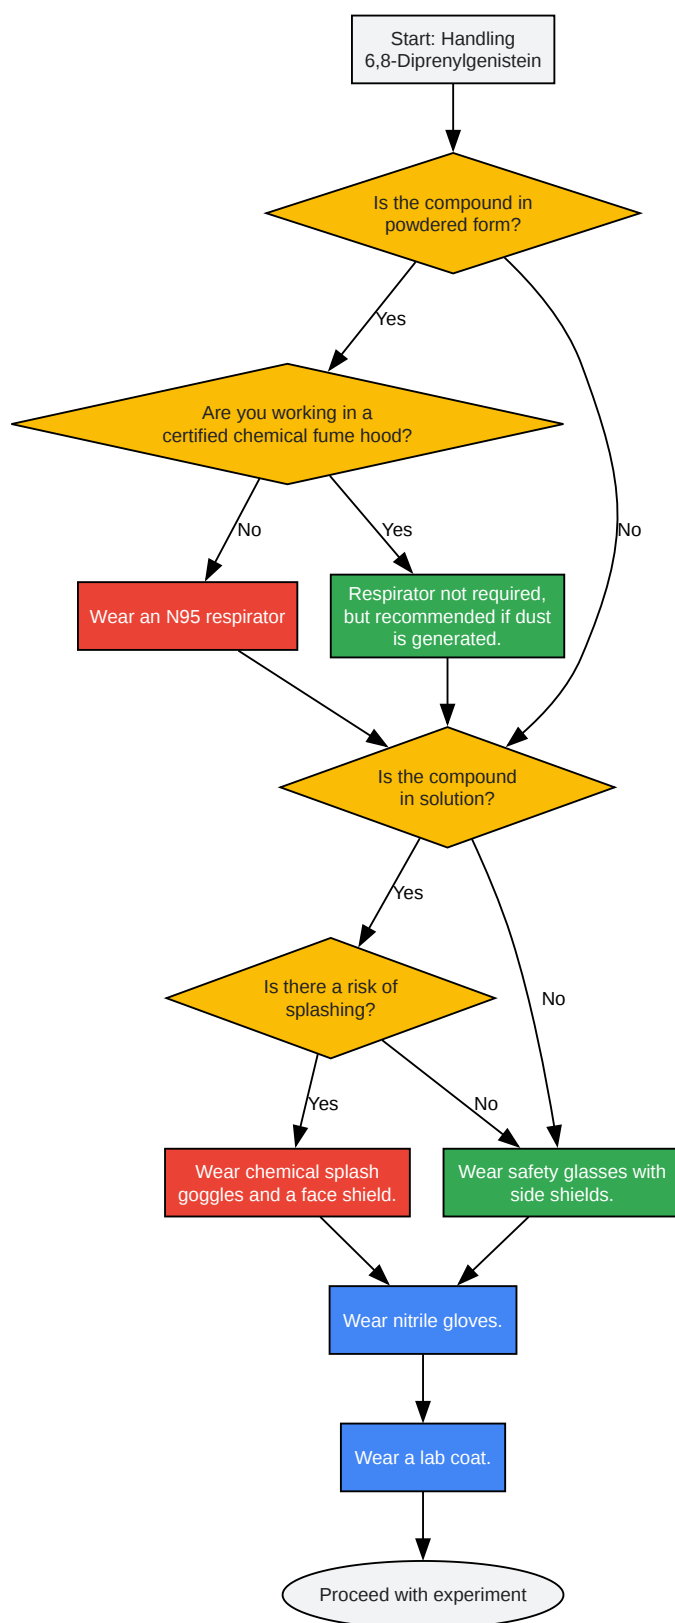 Start: Handling
6,8-Diprenylgenistein
Is the compound in
powdered form?
Yes
Are you working in a
certified chemical fume hood?
No
Yes
No
Wear an N95 respirator
Respirator not required,
but recommended if dust
is generated.
Is the compound
in solution?
Yes
Is there a risk of
splashing?
No
Yes
No
Wear chemical splash
goggles and a face shield.
Wear safety glasses with
side shields.
Wear nitrile gloves.
Wear a lab coat.
Proceed with experiment